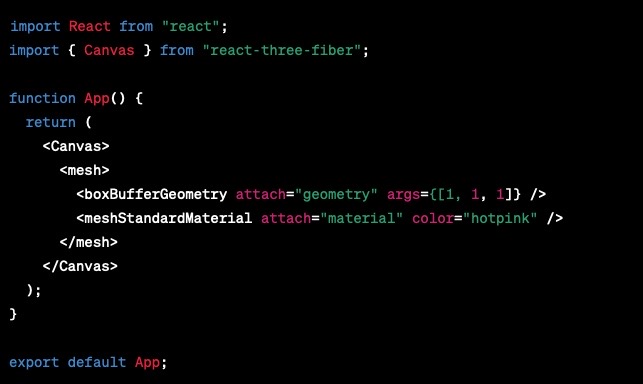 import React from "react";
import { Canvas } from "react-three-fiber";

function App() {
  return (
    <Canvas>
      <mesh>
        <boxBufferGeometry attach="geometry" args={[1, 1, 1]} />
        <meshStandardMaterial attach="material" color="hotpink" />
      </mesh>
    </Canvas>
  );
}

export default App;